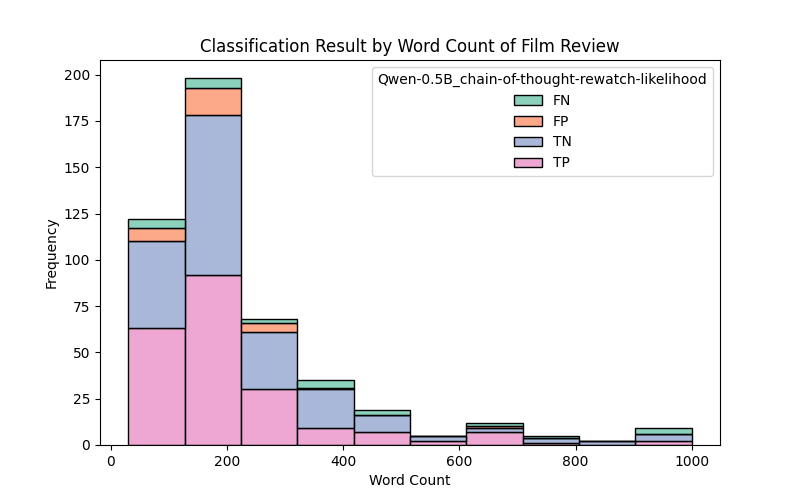 Classification Result by Word Count of Film Review
Qwen-0.5B_chain-of-thought-rewatch-likelihood
FN
FP
TN
TP
Frequency
200
175
150
125
100
75
50
25
0
0 200 400 600 800 1000
Word Count